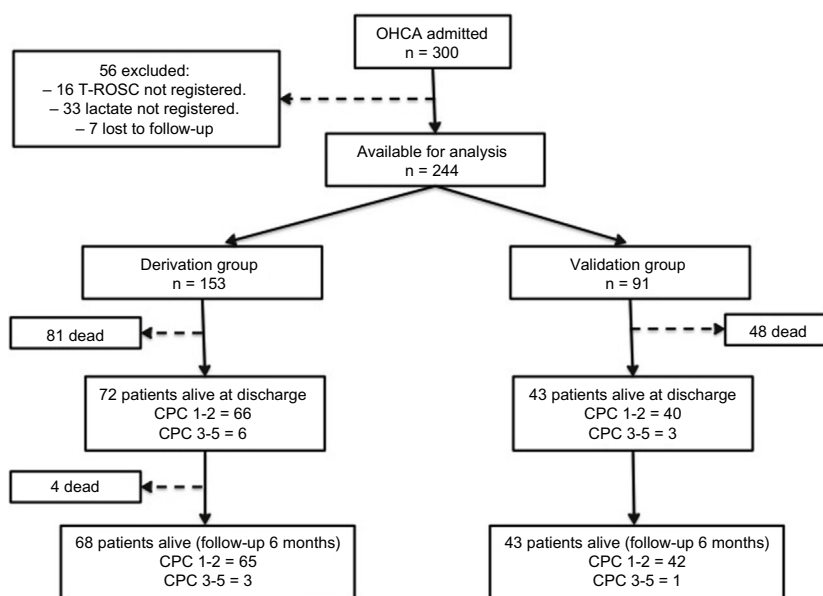 OHCA admitted
n = 300
56 excluded:
– 16 T-ROSC not registered.
– 33 lactate not registered.
– 7 lost to follow-up
Available for analysis
n = 244
Derivation group
n = 153
Validation group
n = 91
81 dead
48 dead
72 patients alive at discharge
CPC 1-2 = 66
CPC 3-5 = 6
43 patients alive at discharge
CPC 1-2 = 40
CPC 3-5 = 3
4 dead
68 patients alive (follow-up 6 months)
CPC 1-2 = 65
CPC 3-5 = 3
43 patients alive (follow-up 6 months)
CPC 1-2 = 42
CPC 3-5 = 1